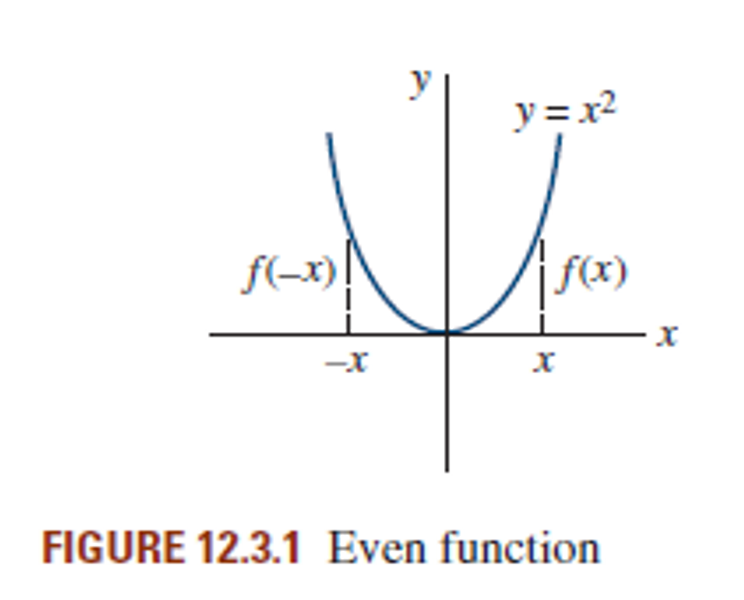 y
y = x²
f(–x)
f(x)
x
–x
x
FIGURE 12.3.1 Even function